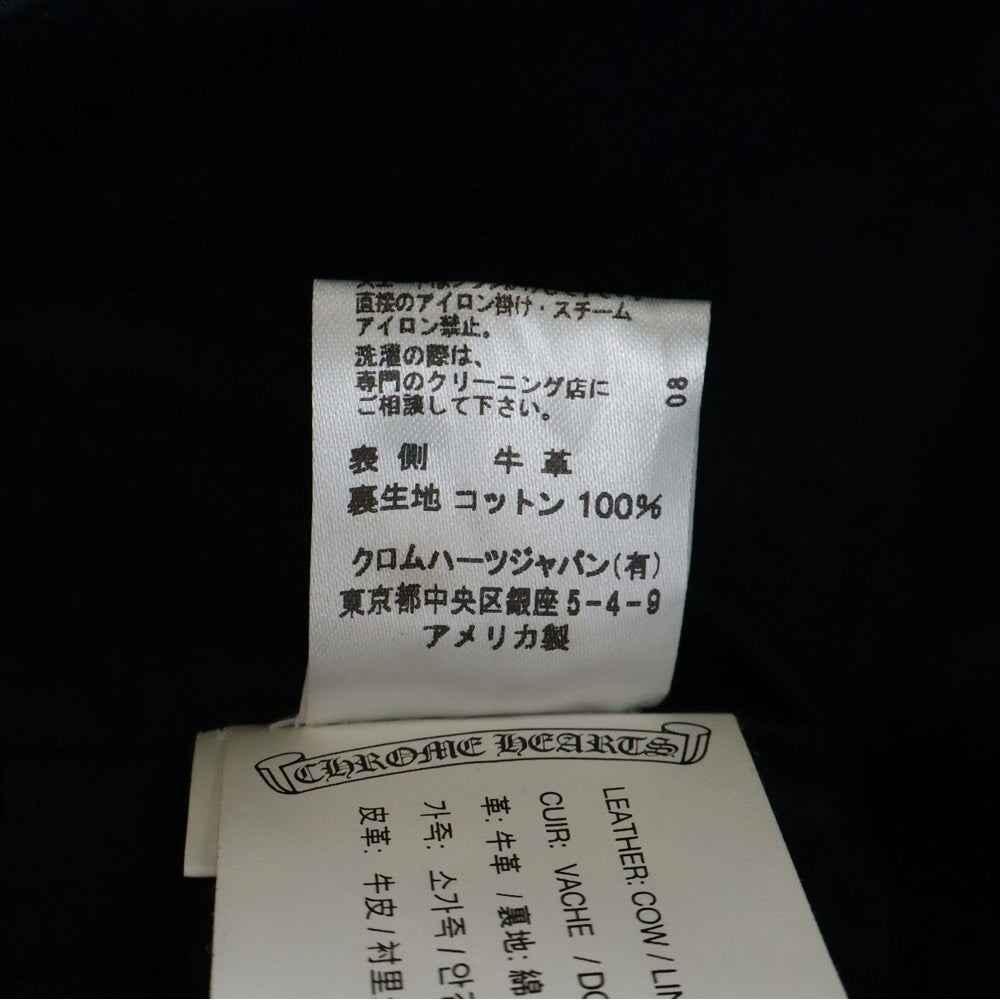 直接のアイロン掛け・スチーム
アイロン禁止。
洗濯の際は、
専門のクリーニング店に
ご相談して下さい。
80
表側 牛革
裏生地 コットン 100%
クロムハーツジャパン(有)
東京都中央区銀座5-4-9
アメリカ製
CHROME HEARTS
LEATHER: COW / LIN
CUIR: VACHE / DO
革: 牛革 / 裏地: 綿
가죽: 소가죽 / 안
皮革: 牛皮 / 衬里